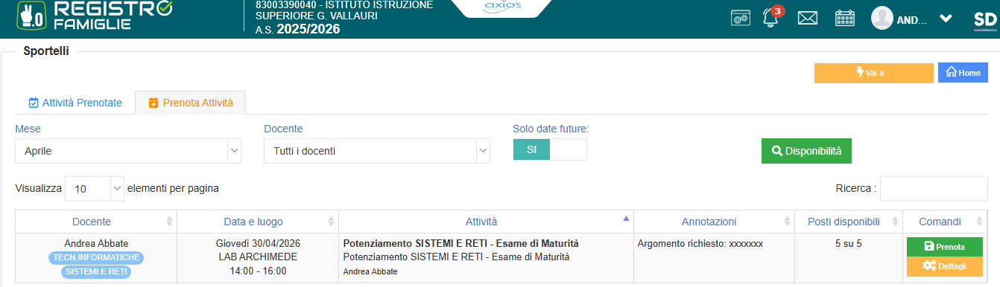 REGISTRO
FAMIGLIE
.0
83003390040 - ISTITUTO ISTRUZIONE
SUPERIORE G. VALLAURI
A.S. 2025/2026
axios
3
AND...
SD
Sportelli
Vai a...
Home
Attività Prenotate
Prenota Attività
Mese
Docente
Solo date future:
Aprile
Tutti i docenti
SI
Disponibilità
Visualizza 10 elementi per pagina
Ricerca :
Docente Data e luogo Attività Annotazioni Posti disponibili Comandi
Andrea Abbate
TECN.INFORMATICHE
SISTEMI E RETI
Giovedì 30/04/2026
LAB ARCHIMEDE
14:00 - 16:00
Potenziamento SISTEMI E RETI - Esame di Maturità
Potenziamento SISTEMI E RETI - Esame di Maturità
Andrea Abbate
Argomento richiesto: xxxxxxx
5 su 5
Prenota
Dettagli